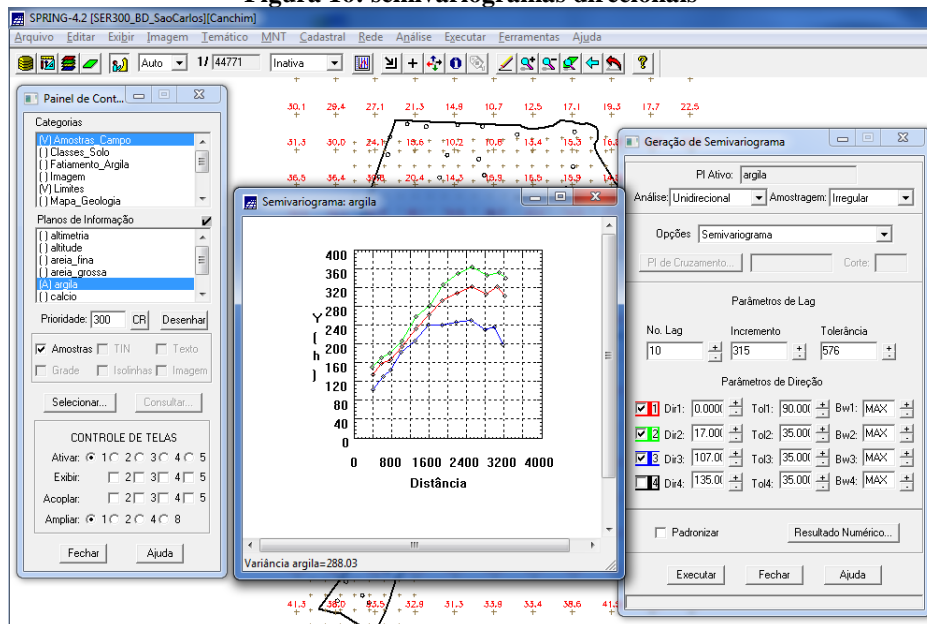 Figura 10: semivariogramas direcionais
SPRING-4.2 [SER300_BD_SaoCarlos][Canchim]
Arquivo Editar Exibir Imagem Temático MNT Cadastral Rede Análise Executar Ferramentas Ajuda
Auto 1/ 44771 Inativa
30.1 29.4 27.1 21.3 14.8 10.7 12.5 17.1 19.3 17.7 22.5
31.3 30.0 24.1 18.6 10.2 10.8 13.4 15.3
36.5 36.4 20.4 14.3 15.9 16.5 15.9
Painel de Cont...
Categorias
(V) Amostras_Campo
( ) Classes_Solo
( ) Fatiamento_Argila
( ) Imagem
(V) Limites
( ) Mapa_Geologia
Planos de Informação
( ) altimetria
( ) altitude
( ) areia_fina
( ) areia_grossa
(A) argila
( ) calcio
Prioridade: 300 CR Desenhar
Amostras TIN Texto
Grade Isolinhas Imagem
Selecionar... Consultar...
CONTROLE DE TELAS
Ativar: 1 2 3 4 5
Exibir: 2 3 4 5
Acoplar: 2 3 4 5
Ampliar: 1 2 4 8
Fechar Ajuda
Semivariograma: argila
400
360
320
280
240
200
160
120
80
40
0
Y(h)
0 800 1600 2400 3200 4000
Distância
Variância argila=288.03
Geração de Semivariograma
PI Ativo: argila
Análise: Unidirecional Amostragem: Irregular
Opções Semivariograma
PI de Cruzamento... Corte:
Parâmetros de Lag
No. Lag Incremento Tolerância
10 315 576
Parâmetros de Direção
1 Dir1: 0.000( Tol1: 90.00( Bw1: MAX
2 Dir2: 17.00( Tol2: 35.00( Bw2: MAX
3 Dir3: 107.00 Tol3: 35.00( Bw3: MAX
4 Dir4: 135.0( Tol4: 35.00( Bw4: MAX
Padronizar Resultado Numérico...
Executar Fechar Ajuda
41.3 38.0 33.5 32.9 31.3 33.8 33.4 38.6